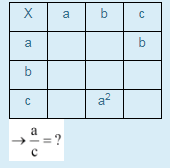 X a b c
a b
b
c a²
→ a/c = ?